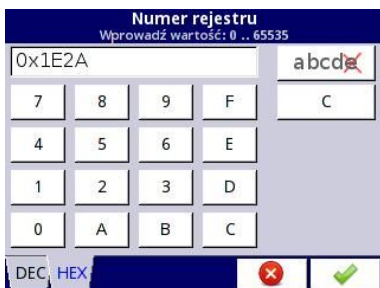 Numer rejestru
Wprowadź wartość: 0 .. 65535
0x1E2A
abcde
7 8 9 F C
4 5 6 E
1 2 3 D
0 A B C
DEC HEX